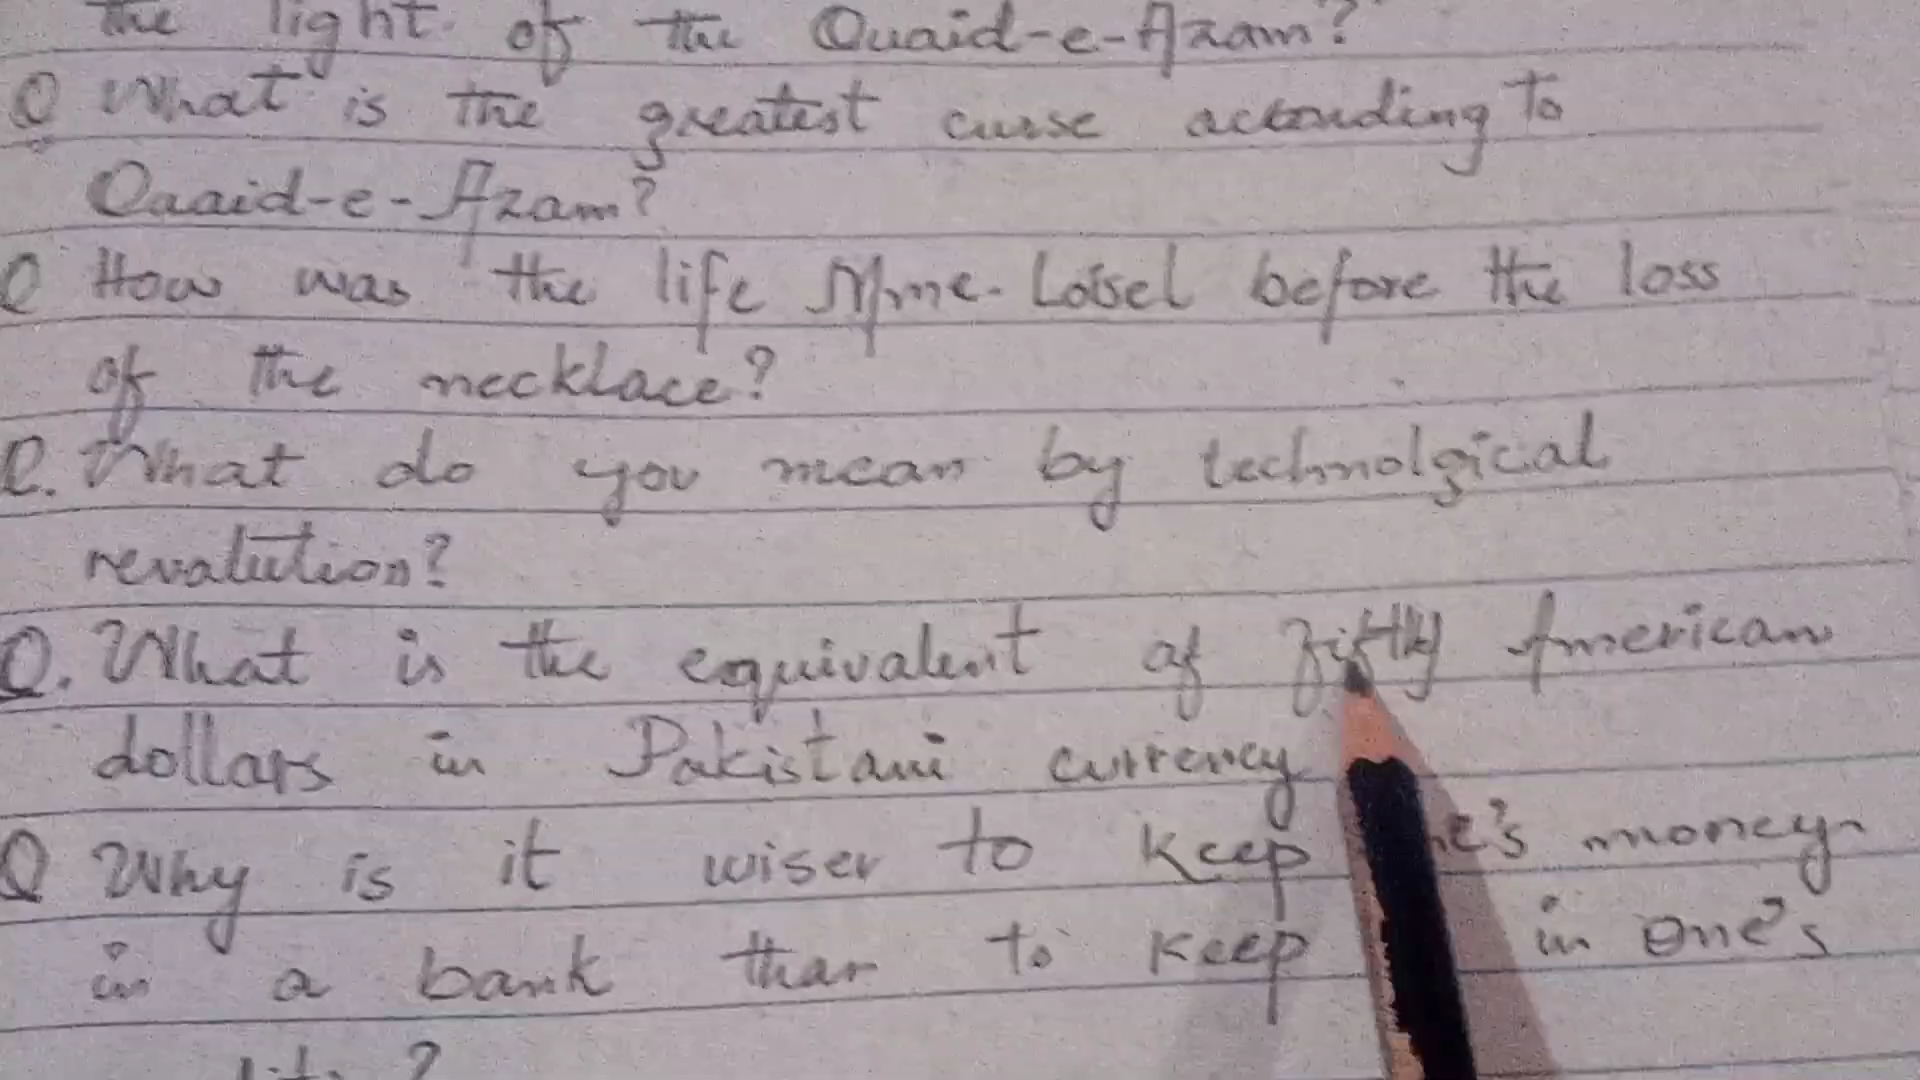 the light of the Quaid-e-Azam?
Q What is the greatest curse according to
Quaid-e-Azam?
Q How was the life Mme. Loisel before the loss
of the necklace?
Q. What do you mean by technolgical
revalution?
Q. What is the equivalent of fifty American
dollars in Pakistani currency
Q Why is it wiser to keep money
in a bank than to keep in one's